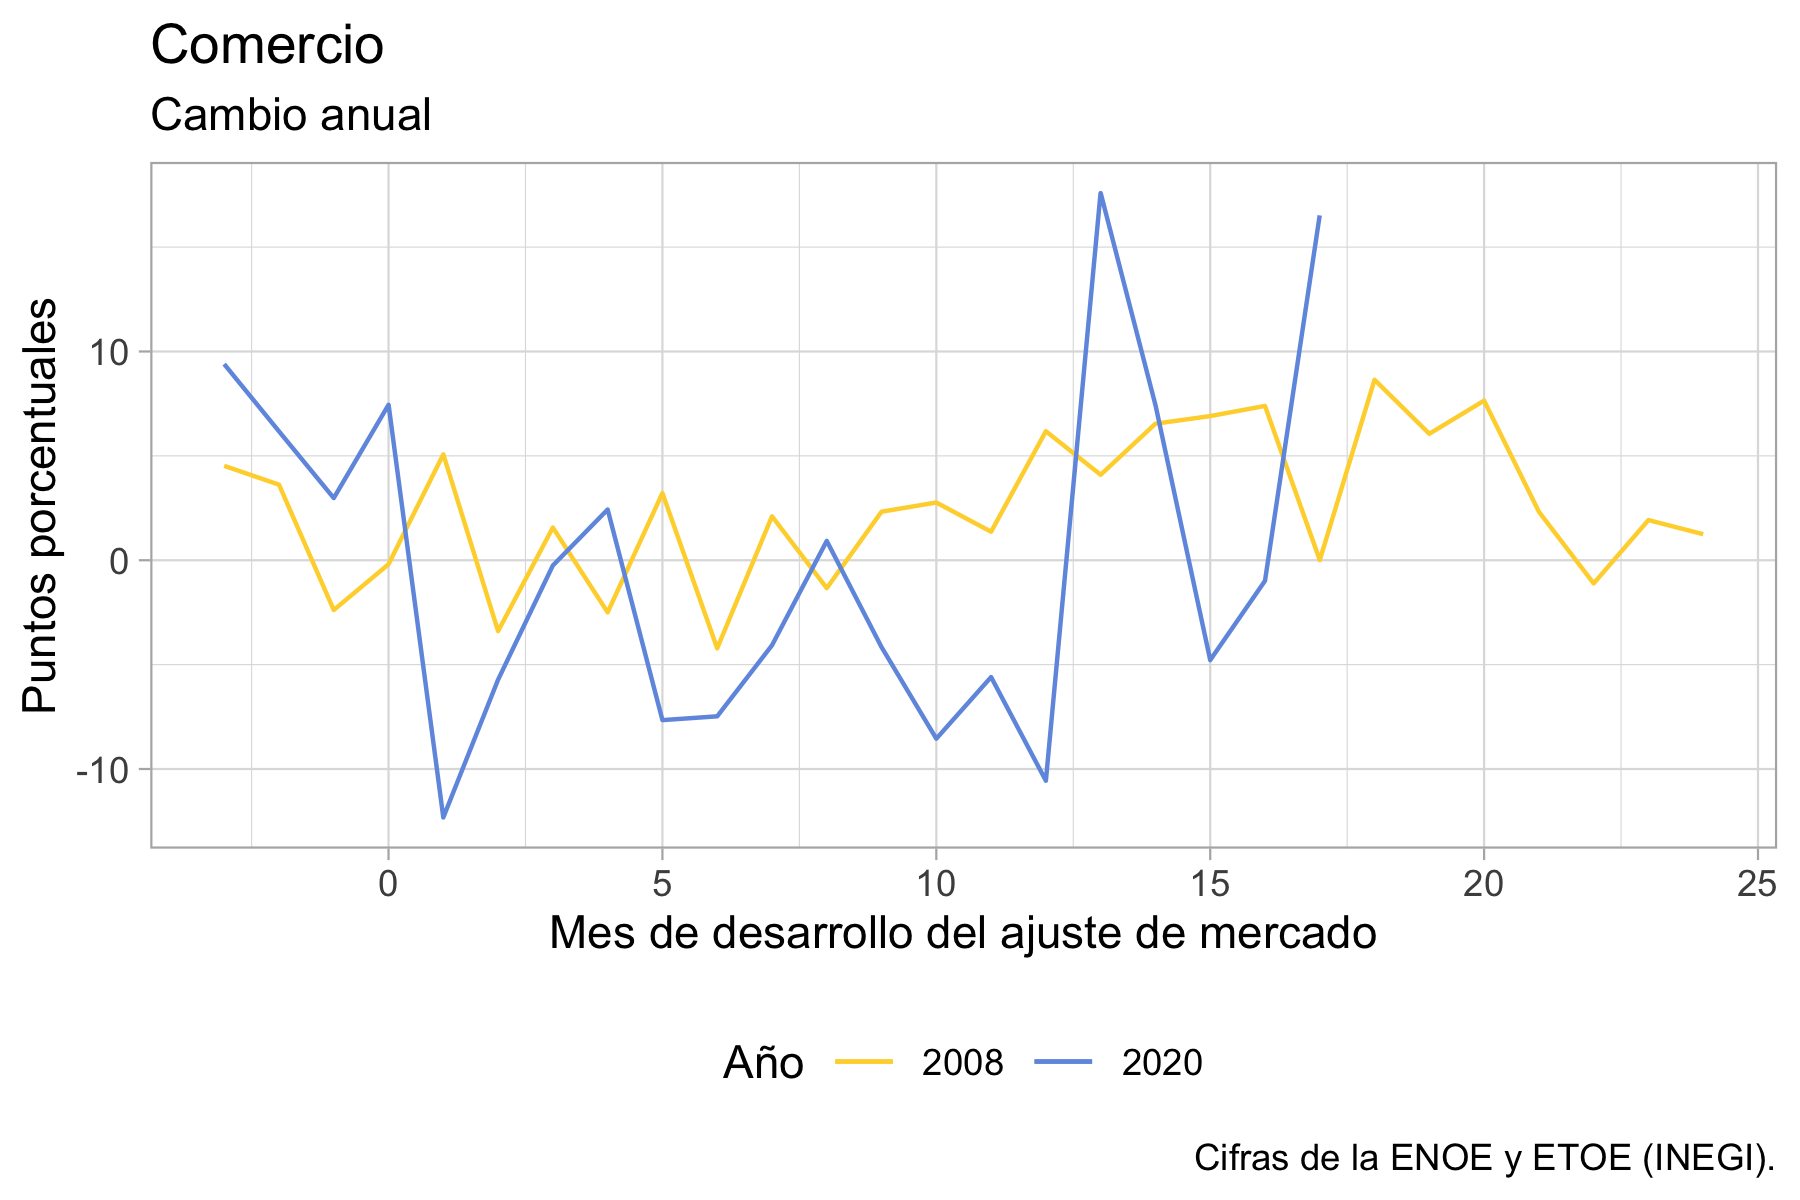 Comercio
Cambio anual
Puntos porcentuales
10
0
-10
0 5 10 15 20 25
Mes de desarrollo del ajuste de mercado
Año 2008 2020
Cifras de la ENOE y ETOE (INEGI).